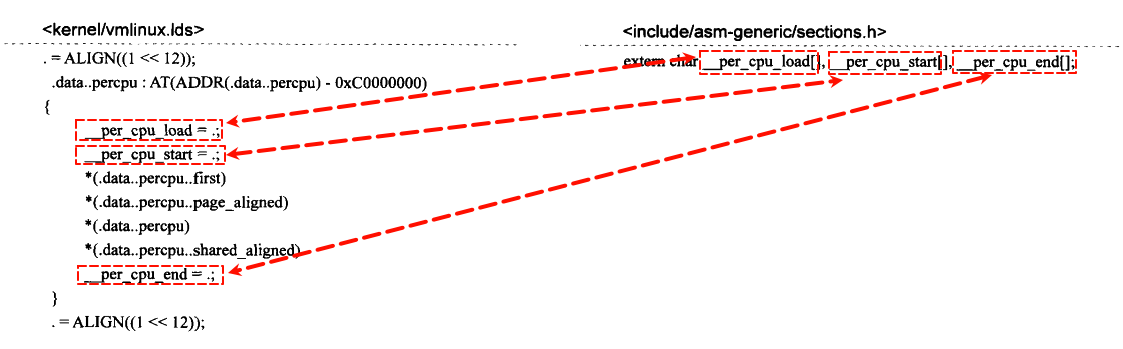 <kernel/vmlinux.lds>
. = ALIGN((1 << 12));
.data..percpu : AT(ADDR(.data..percpu) - 0xC0000000)
{
__per_cpu_load = .;
__per_cpu_start = .;
*(.data..percpu..first)
*(.data..percpu..page_aligned)
*(.data..percpu)
*(.data..percpu..shared_aligned)
__per_cpu_end = .;
}
. = ALIGN((1 << 12));
<include/asm-generic/sections.h>
extern char __per_cpu_load[], __per_cpu_start[], __per_cpu_end[];